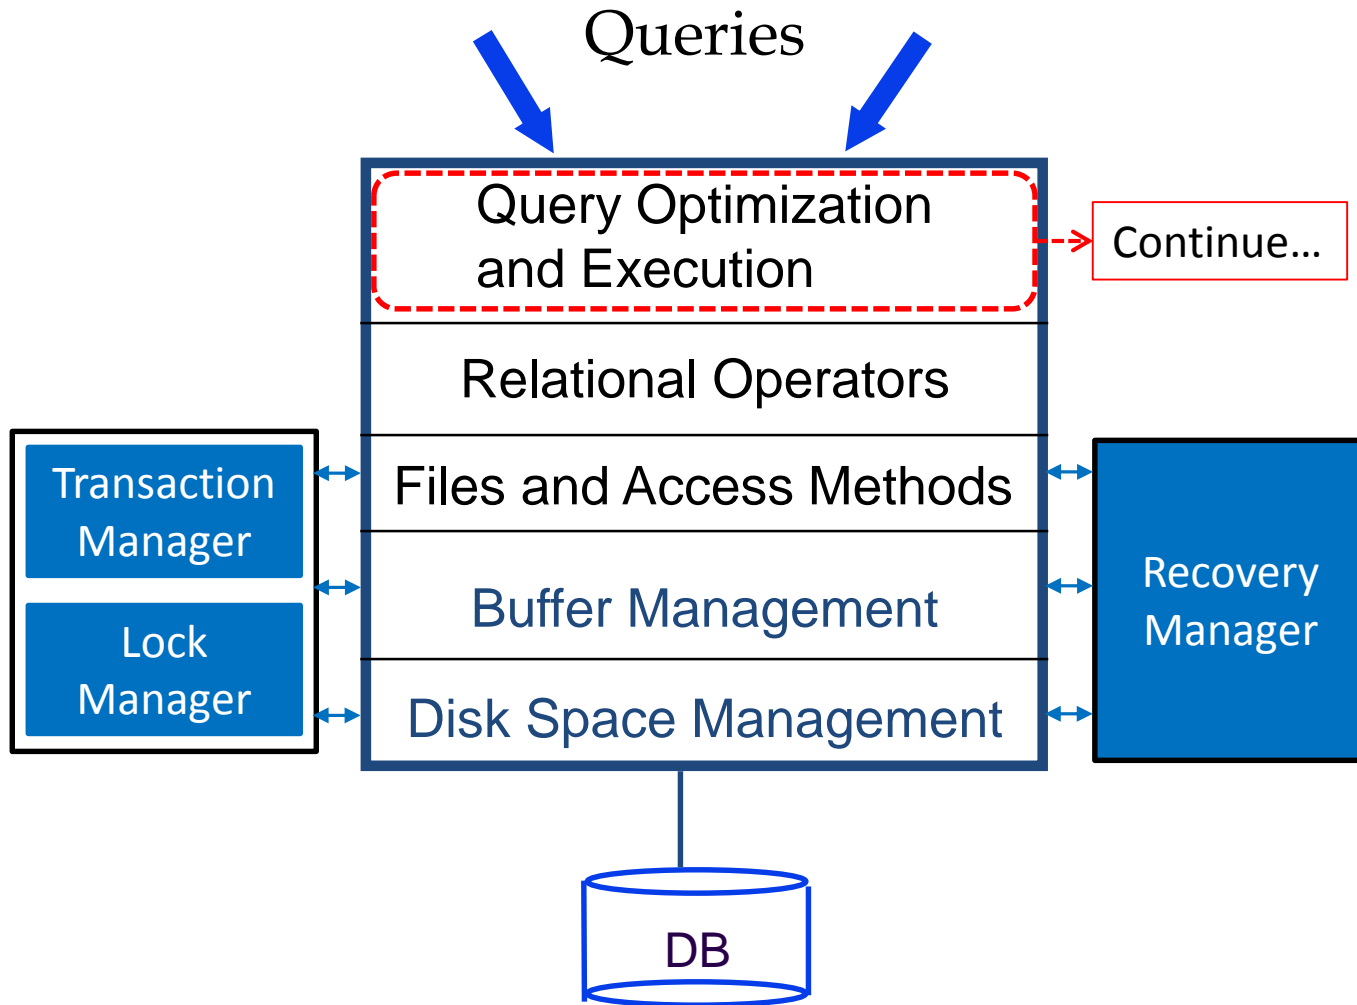 Queries
Query Optimization
and Execution
Continue...
Relational Operators
Files and Access Methods
Buffer Management
Disk Space Management
Transaction
Manager
Lock
Manager
Recovery
Manager
DB